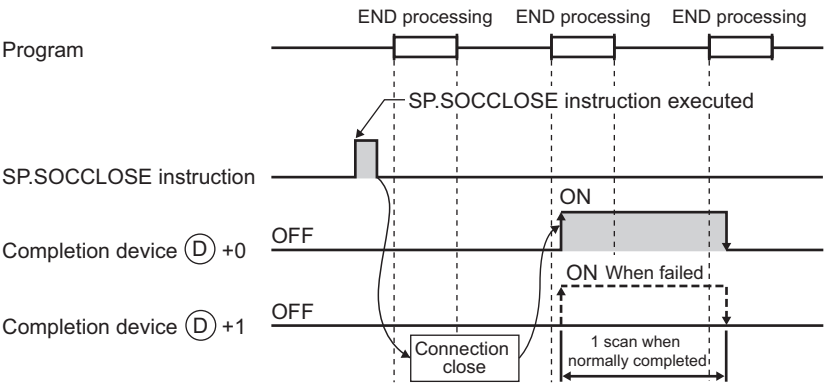 END processing END processing END processing
Program
SP.SOCCLOSE instruction executed
SP.SOCCLOSE instruction
ON
Completion device D +0 OFF
ON When failed
Completion device D +1 OFF
Connection
close
1 scan when
normally completed